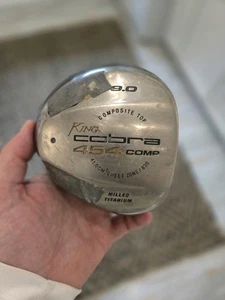 9.0
COMPOSITE TOP
KING
cobra
454 COMP
MILLED
TITANIUM